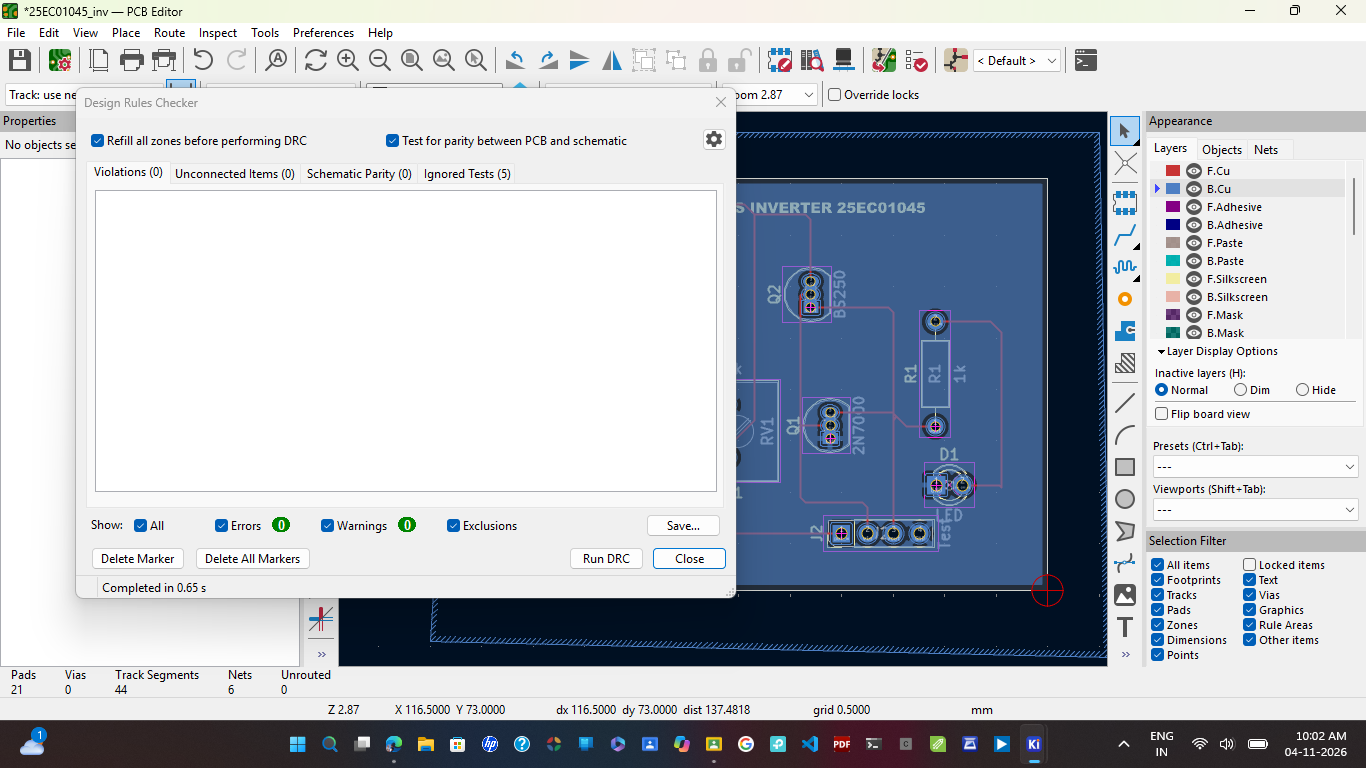 *25EC01045_inv — PCB Editor
File Edit View Place Route Inspect Tools Preferences Help
< Default >
Track: use ne
oom 2.87
Override locks
Design Rules Checker
Refill all zones before performing DRC
Test for parity between PCB and schematic
Violations (0)
Unconnected Items (0)
Schematic Parity (0)
Ignored Tests (5)
Show:
All
Errors
0
Warnings
0
Exclusions
Save...
Delete Marker
Delete All Markers
Run DRC
Close
Completed in 0.65 s
Properties
No objects se
S INVERTER 25EC01045
Q2
BS250
R1
R1
1k
RV1
Q1
2N7000
D1
LED
J2
Test
Appearance
Layers
Objects
Nets
F.Cu
B.Cu
F.Adhesive
B.Adhesive
F.Paste
B.Paste
F.Silkscreen
B.Silkscreen
F.Mask
B.Mask
Layer Display Options
Inactive layers (H):
Normal
Dim
Hide
Flip board view
Presets (Ctrl+Tab):
---
Viewports (Shift+Tab):
---
Selection Filter
All items
Locked items
Footprints
Text
Tracks
Vias
Pads
Graphics
Zones
Rule Areas
Dimensions
Other items
Points
Pads Vias Track Segments Nets Unrouted
21 0 44 6 0
Z 2.87
X 116.5000 Y 73.0000
dx 116.5000 dy 73.0000 dist 137.4818
grid 0.5000
mm
1
hp
PDF
Ki
ENG
IN
10:02 AM
04-11-2026